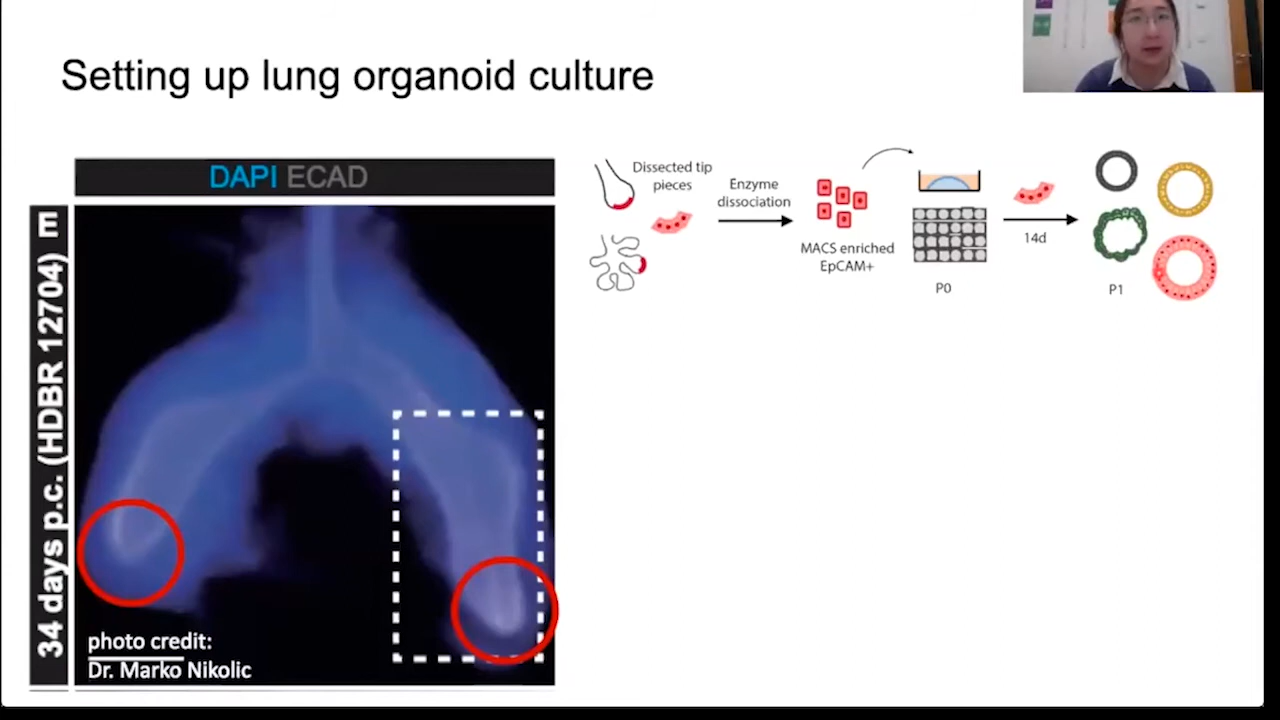 Setting up lung organoid culture
DAPI ECAD
E
34 days p.c. (HDBR 12704)
photo credit:
Dr. Marko Nikolic
Dissected tip
pieces
Enzyme
dissociation
MACS enriched
EpCAM+
P0
14d
P1